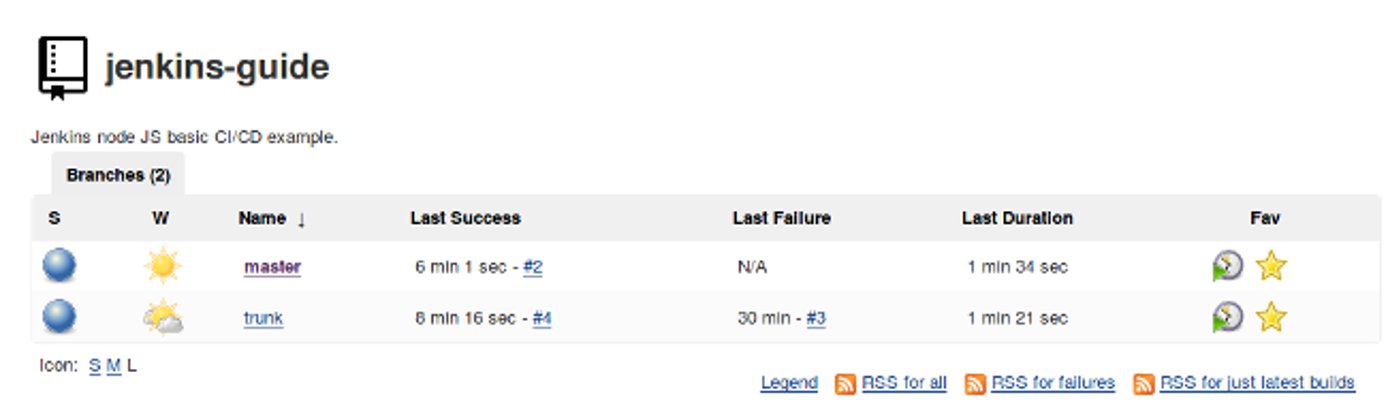 jenkins-guide
Jenkins node JS basic CI/CD example.
Branches (2)
S W Name ↓ Last Success Last Failure Last Duration Fav
master 6 min 1 sec - #2 N/A 1 min 34 sec
trunk 8 min 16 sec - #4 30 min - #3 1 min 21 sec
Icon: S M L
Legend RSS for all RSS for failures RSS for just latest builds